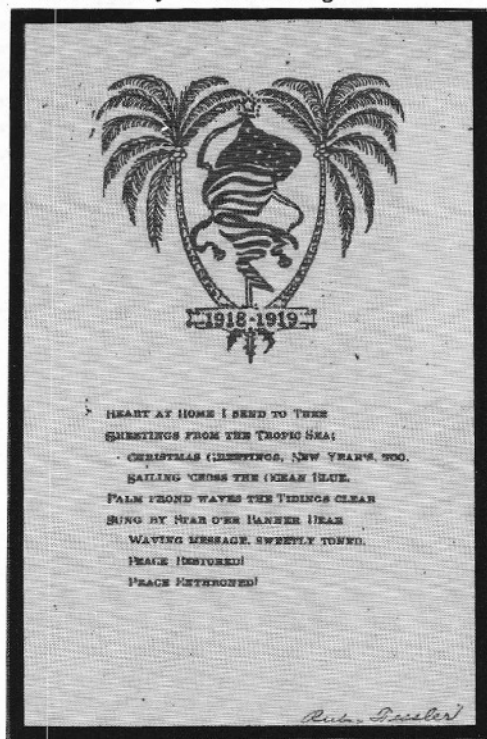 1918-1919
HEART AT HOME I SEND TO THEE
GREETINGS FROM THE TROPIC SEA;
CHRISTMAS GREETINGS, NEW YEAR'S, TOO,
SAILING 'CROSS THE OCEAN BLUE.
PALM FROND WAVES THE TIDINGS CLEAR
SUNG BY STAR O'ER BANNER DEAR
WAVING MESSAGE, SWEETLY TONED,
PEACE RESTORED!
PEACE ENTHRONED!